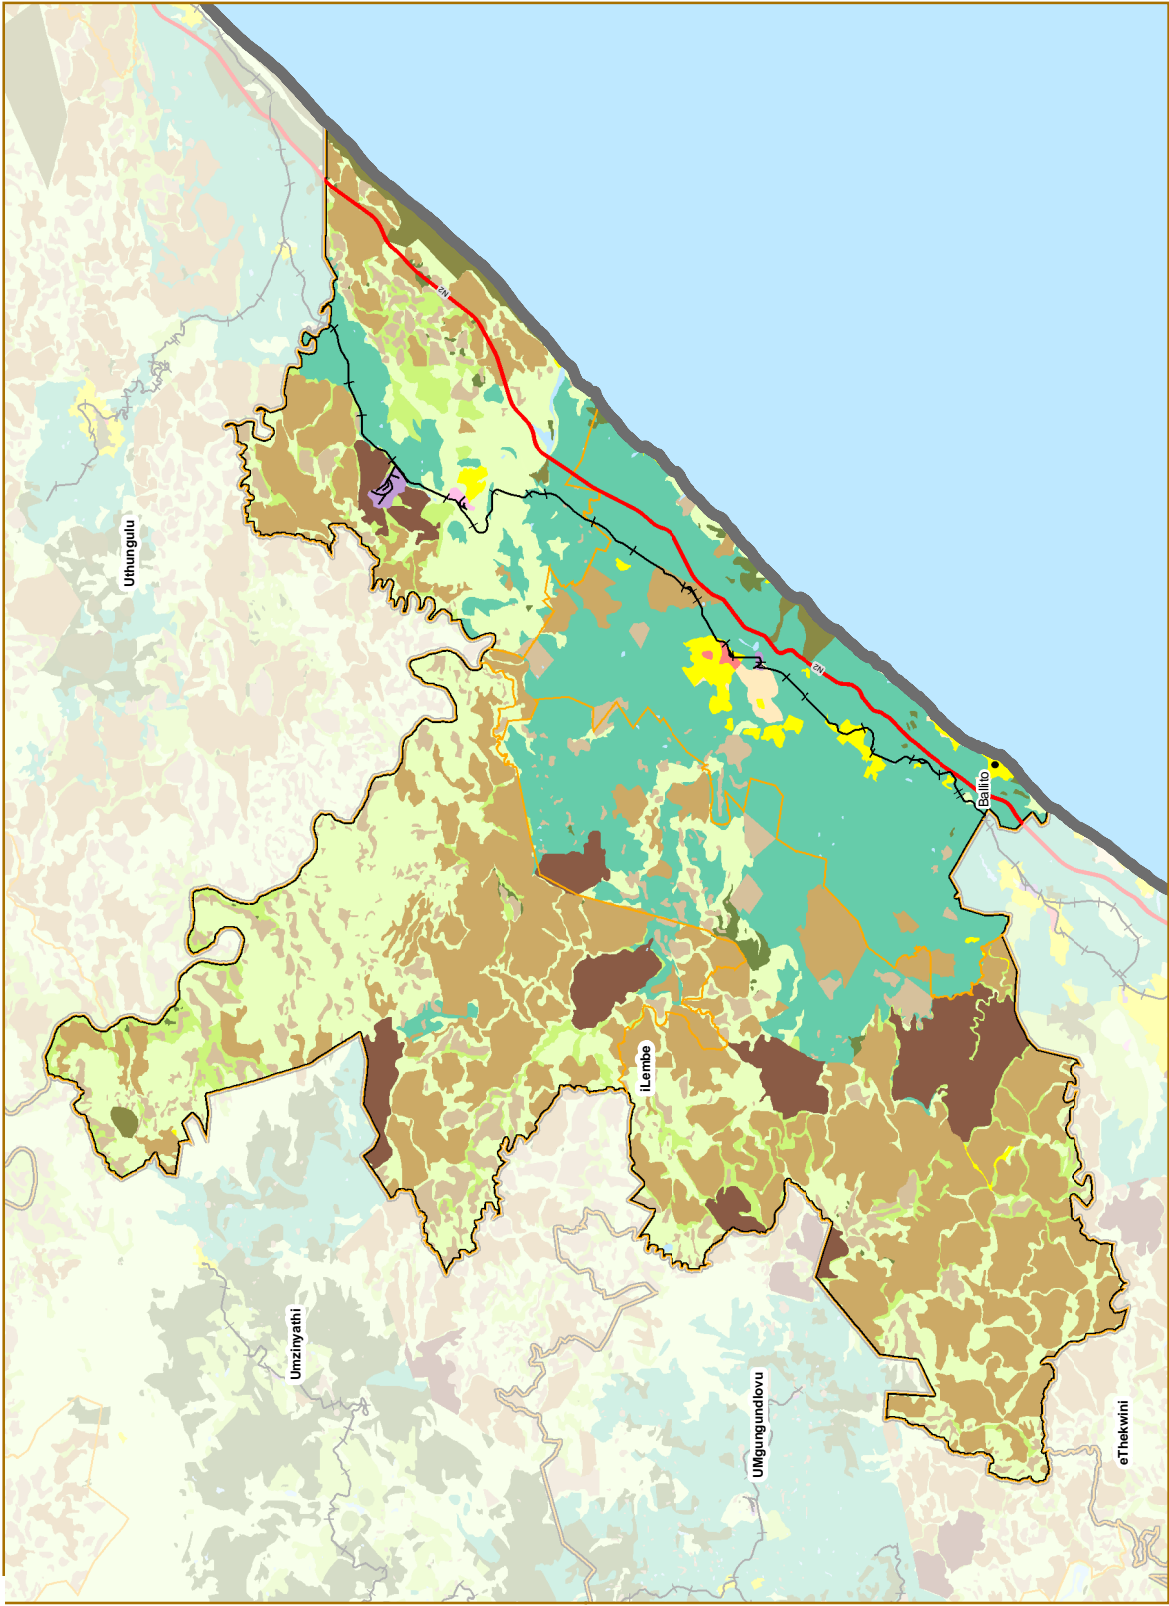 Uthungulu
N2
N2
Ballito
iLembe
Umzinyathi
UMgungundlovu
eThekwini